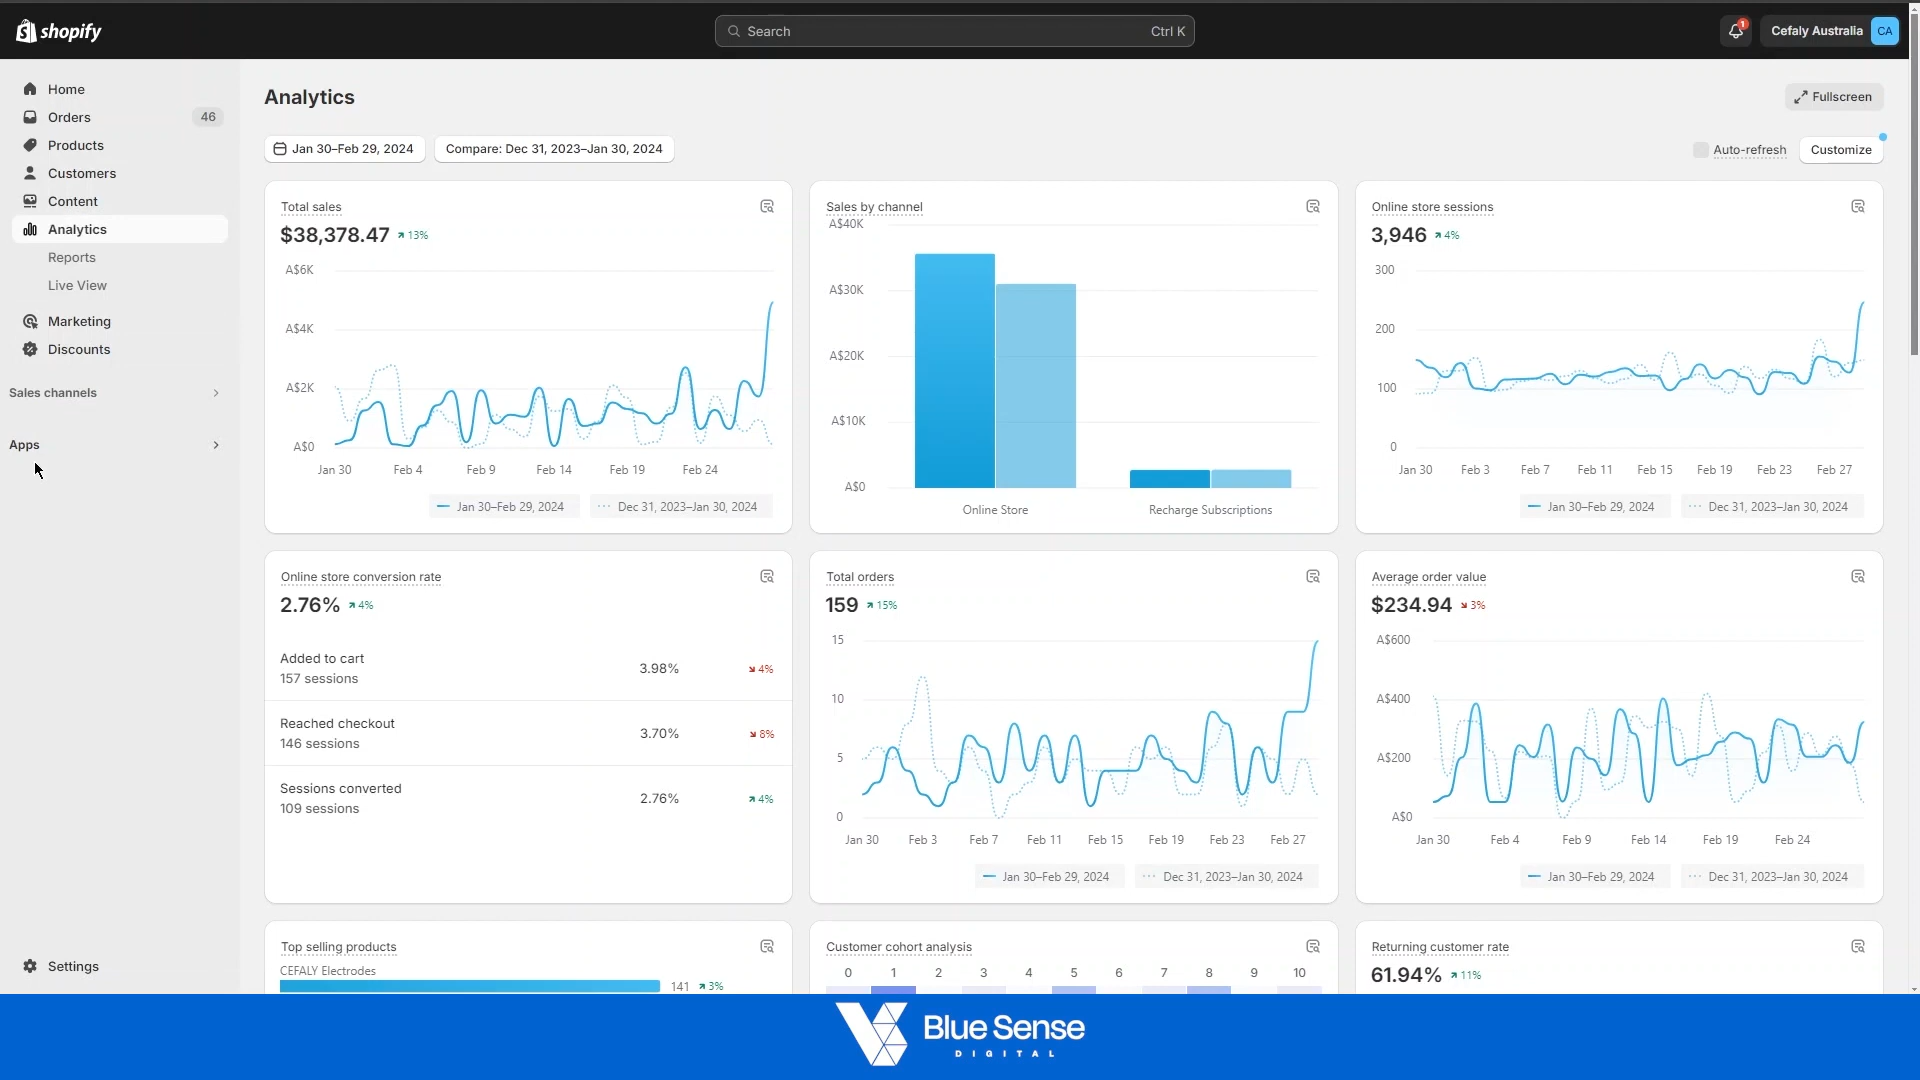 shopify
Search
Ctrl K
1
Cefaly Australia
CA
Home
Orders
46
Products
Customers
Content
Analytics
Reports
Live View
Marketing
Discounts
Sales channels
Apps
Settings
Analytics
Fullscreen
Jan 30–Feb 29, 2024
Compare: Dec 31, 2023–Jan 30, 2024
Auto-refresh
Customize
Total sales
$38,378.47
13%
A$6K
A$4K
A$2K
A$0
Jan 30
Feb 4
Feb 9
Feb 14
Feb 19
Feb 24
Jan 30–Feb 29, 2024
Dec 31, 2023–Jan 30, 2024
Sales by channel
A$40K
A$30K
A$20K
A$10K
A$0
Online Store
Recharge Subscriptions
Online store sessions
3,946
4%
300
200
100
0
Jan 30
Feb 3
Feb 7
Feb 11
Feb 15
Feb 19
Feb 23
Feb 27
Jan 30–Feb 29, 2024
Dec 31, 2023–Jan 30, 2024
Online store conversion rate
2.76%
4%
Added to cart
157 sessions
3.98%
4%
Reached checkout
146 sessions
3.70%
8%
Sessions converted
109 sessions
2.76%
4%
Total orders
159
15%
15
10
5
0
Jan 30
Feb 3
Feb 7
Feb 11
Feb 15
Feb 19
Feb 23
Feb 27
Jan 30–Feb 29, 2024
Dec 31, 2023–Jan 30, 2024
Average order value
$234.94
3%
A$600
A$400
A$200
A$0
Jan 30
Feb 4
Feb 9
Feb 14
Feb 19
Feb 24
Jan 30–Feb 29, 2024
Dec 31, 2023–Jan 30, 2024
Top selling products
CEFALY Electrodes
141
3%
Customer cohort analysis
0 1 2 3 4 5 6 7 8 9 10
Returning customer rate
61.94%
11%
Blue Sense
DIGITAL